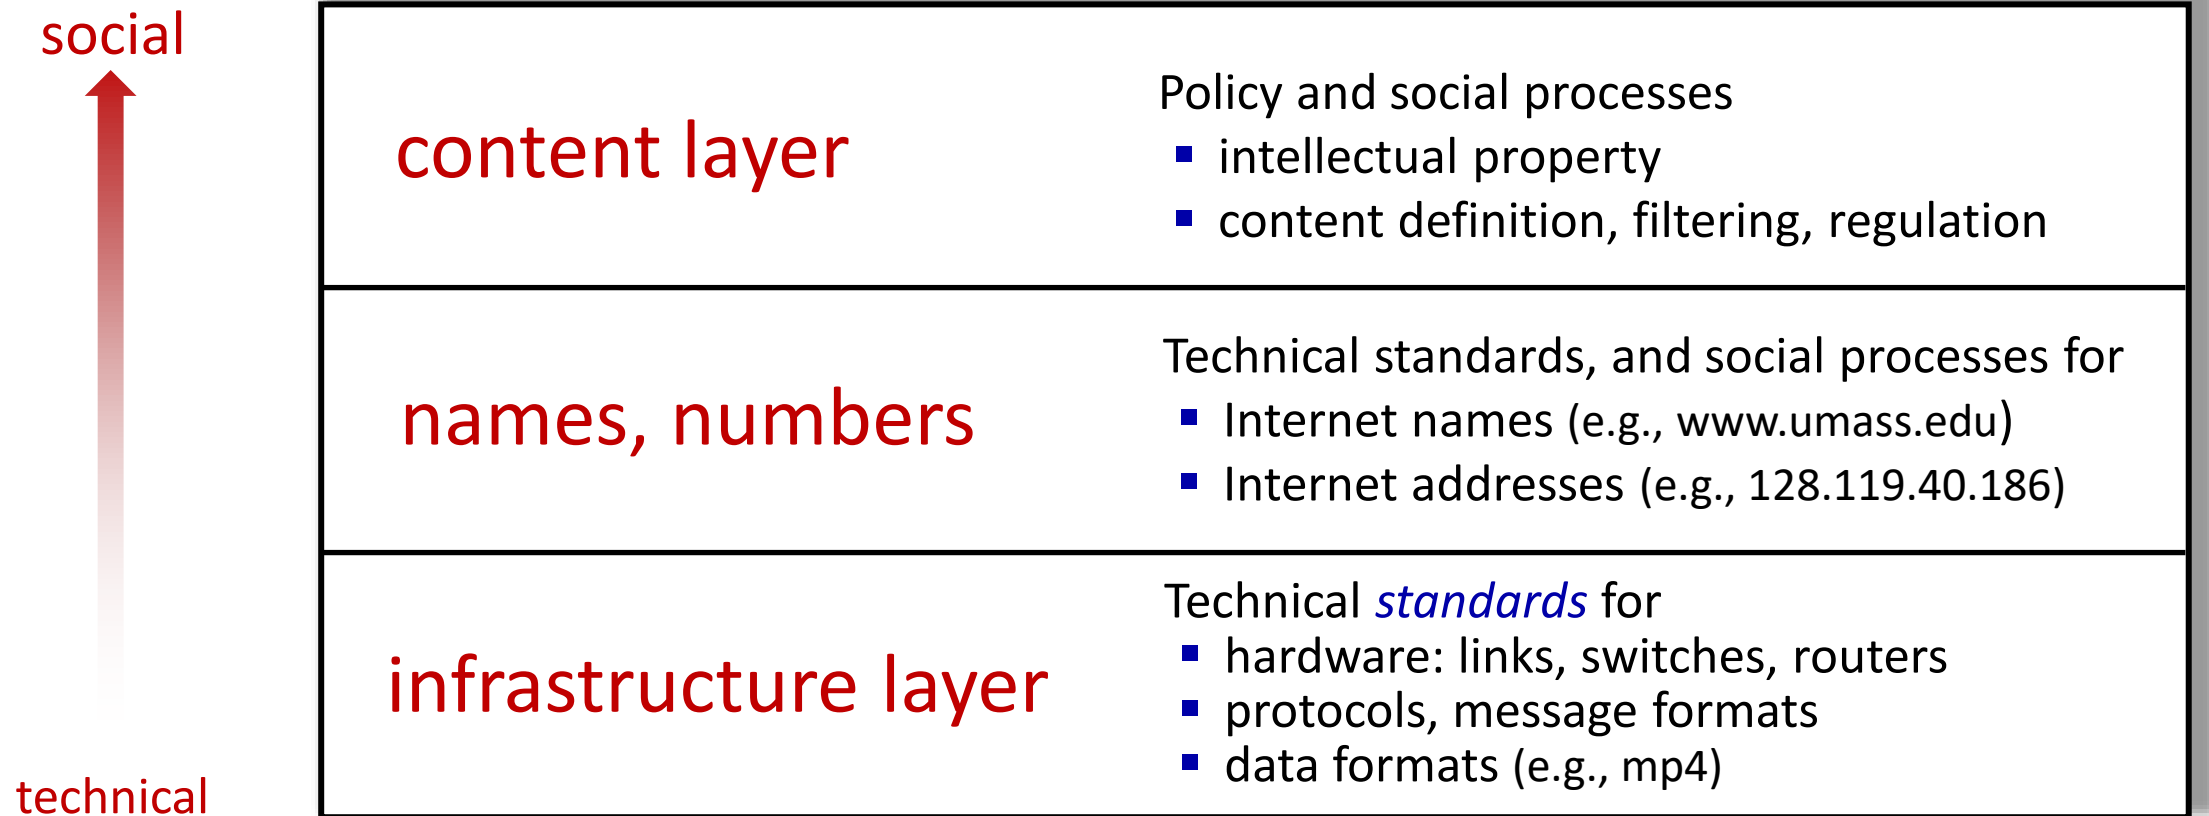 social
content layer
Policy and social processes
intellectual property
content definition, filtering, regulation
names, numbers
Technical standards, and social processes for
Internet names (e.g., www.umass.edu)
Internet addresses (e.g., 128.119.40.186)
infrastructure layer
Technical standards for
hardware: links, switches, routers
protocols, message formats
data formats (e.g., mp4)
technical